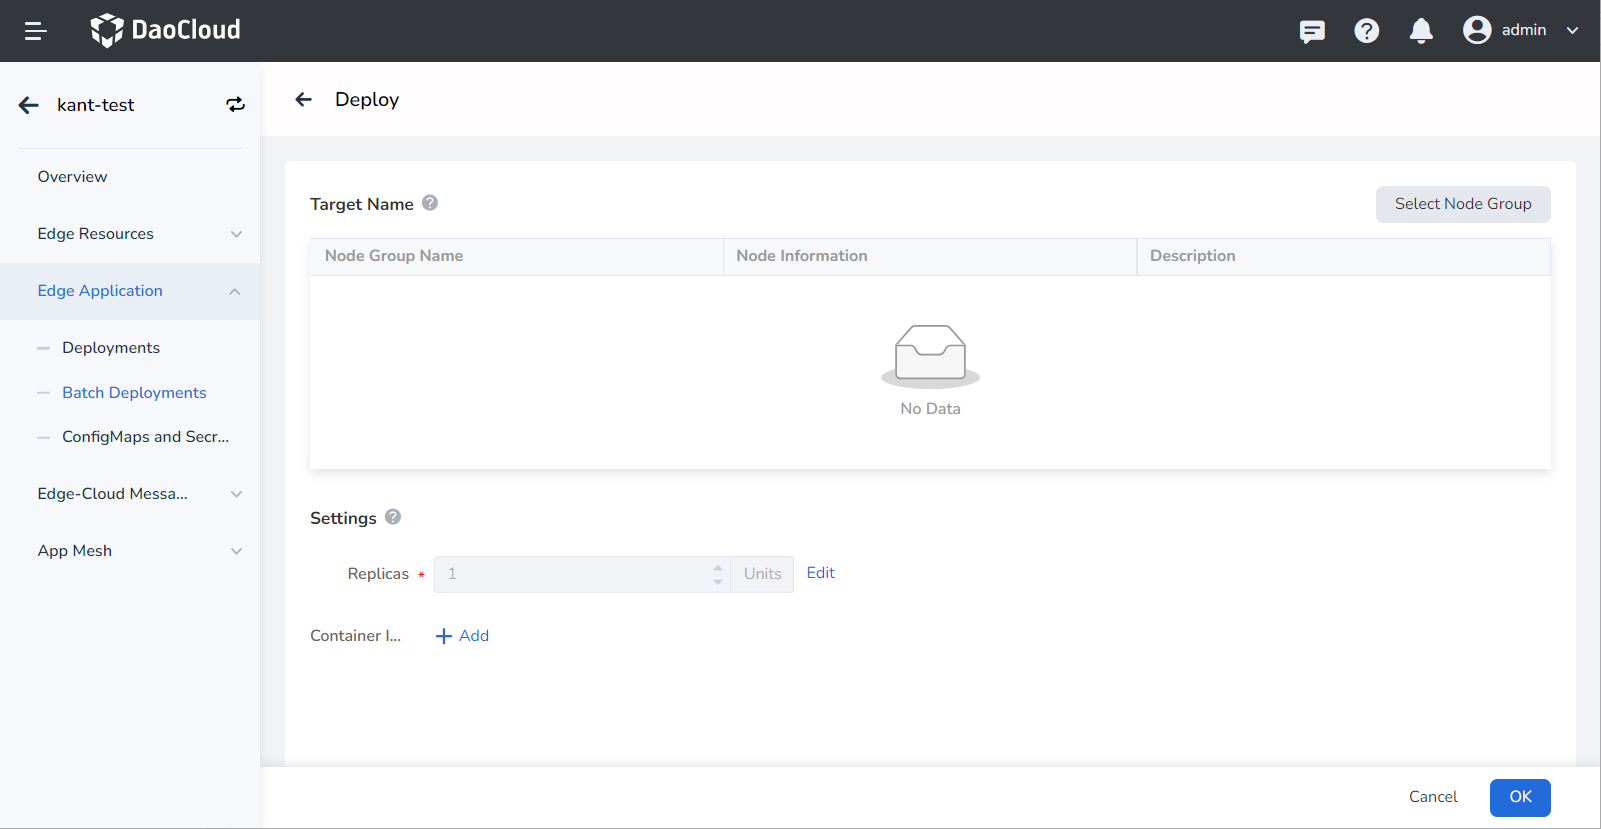 DaoCloud
admin
kant-test
Deploy
Overview
Edge Resources
Edge Application
Deployments
Batch Deployments
ConfigMaps and Secr...
Edge-Cloud Messa...
App Mesh
Target Name ?
Select Node Group
Node Group Name Node Information Description
No Data
Settings ?
Replicas * 1 Units Edit
Container I... + Add
Cancel OK